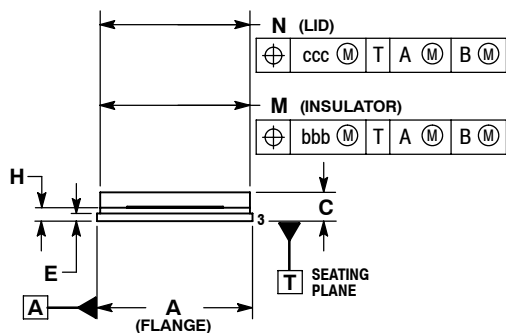 N (LID)
⌖ ccc Ⓜ T A Ⓜ B Ⓜ
M (INSULATOR)
⌖ bbb Ⓜ T A Ⓜ B Ⓜ
H
C
3
E
T SEATING PLANE
A
A
(FLANGE)